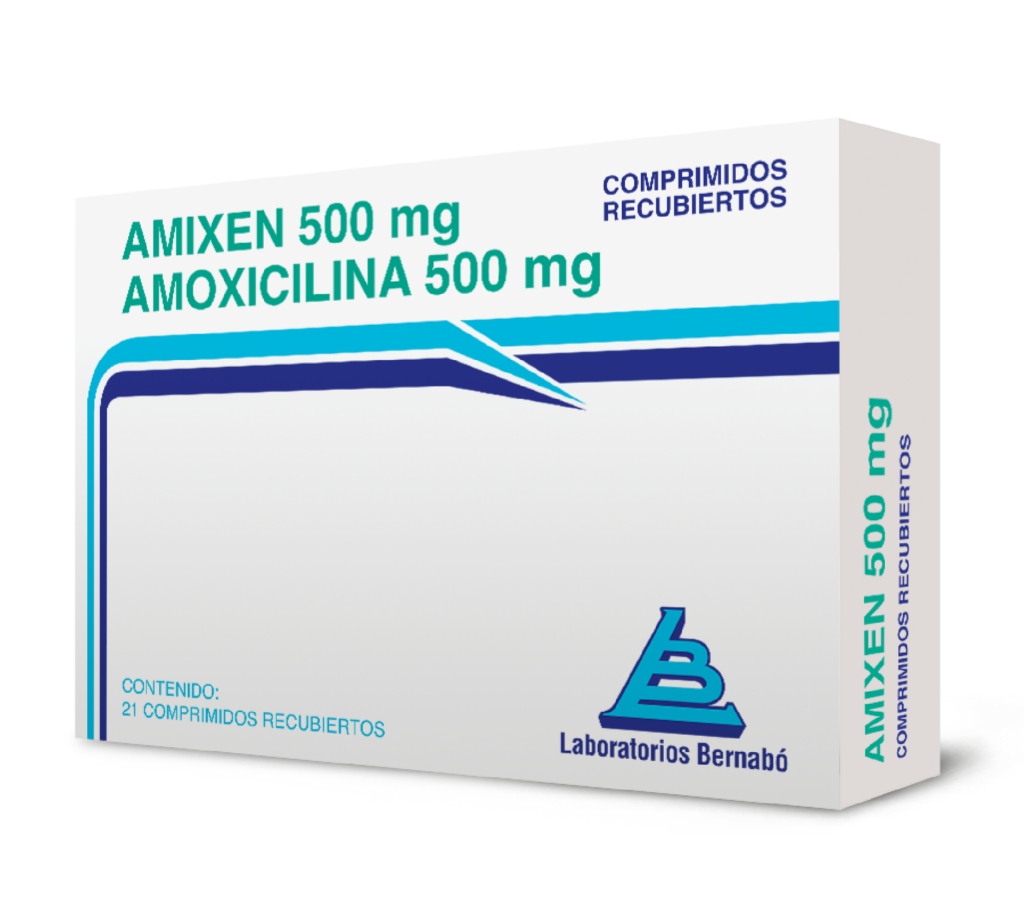 AMIXEN 500 mg
AMOXICILINA 500 mg
COMPRIMIDOS
RECUBIERTOS
CONTENIDO:
21 COMPRIMIDOS RECUBIERTOS
LB
Laboratorios Bernabó
AMIXEN 500 mg
COMPRIMIDOS RECUBIERTOS